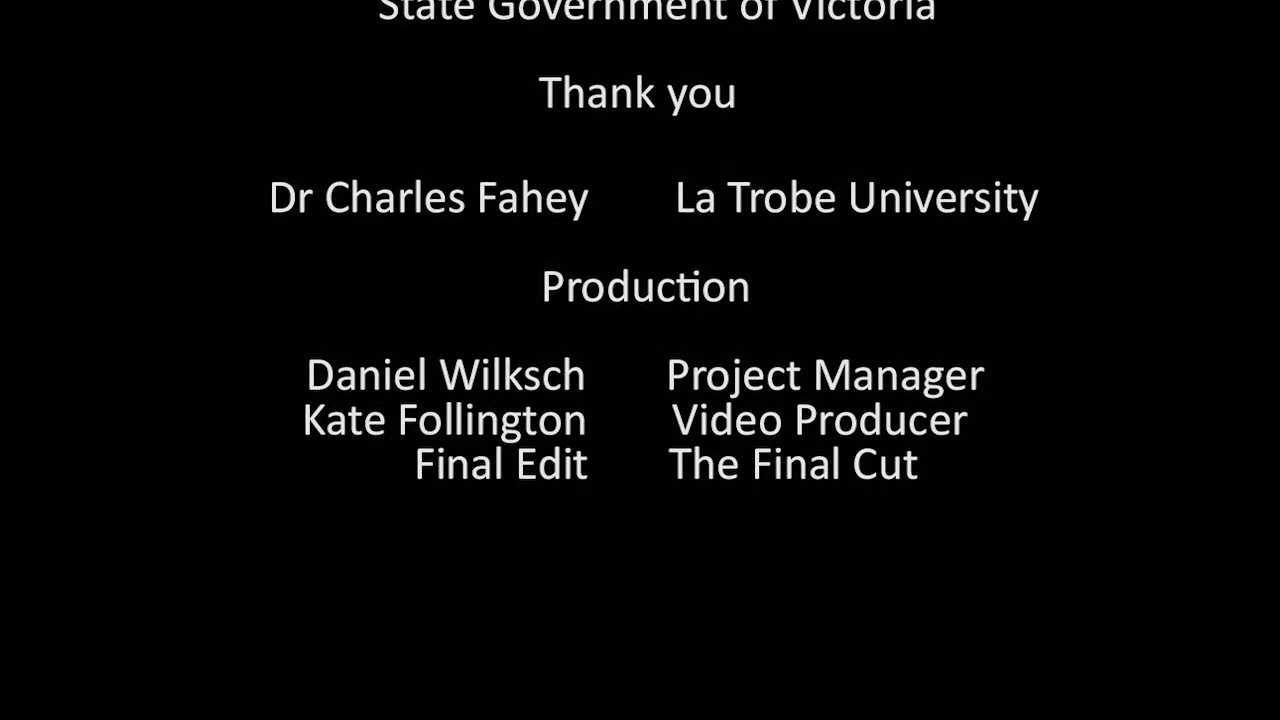 State Government of Victoria
Thank you
Dr Charles Fahey La Trobe University
Production
Daniel Wilksch Project Manager
Kate Follington Video Producer
Final Edit The Final Cut